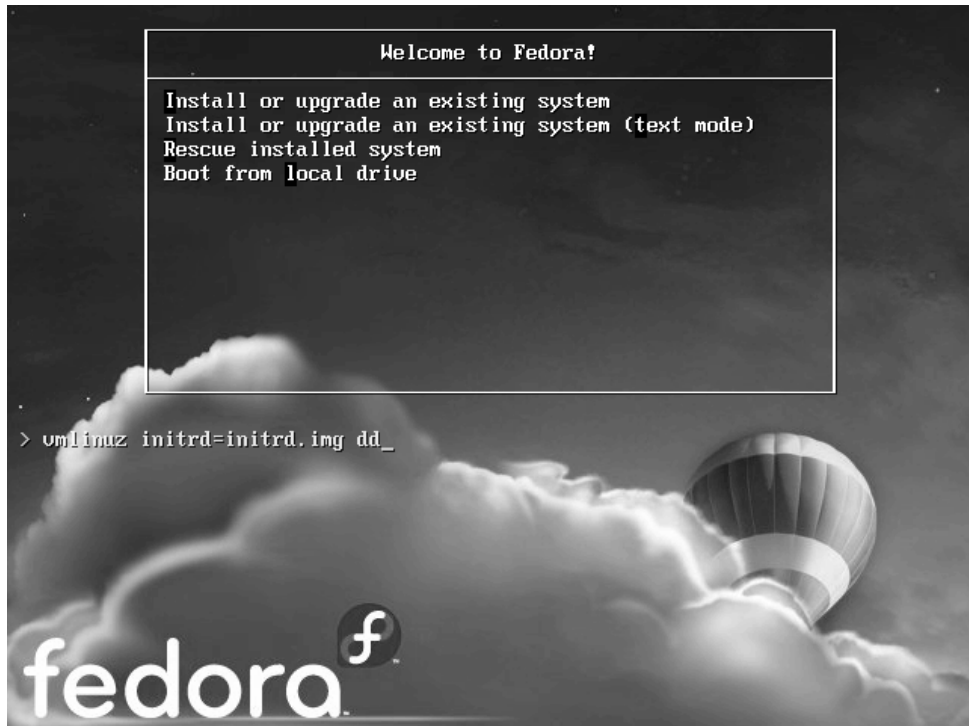 Welcome to Fedora!
Install or upgrade an existing system
Install or upgrade an existing system (text mode)
Rescue installed system
Boot from local drive
> vmlinuz initrd=initrd.img dd_
fedora f